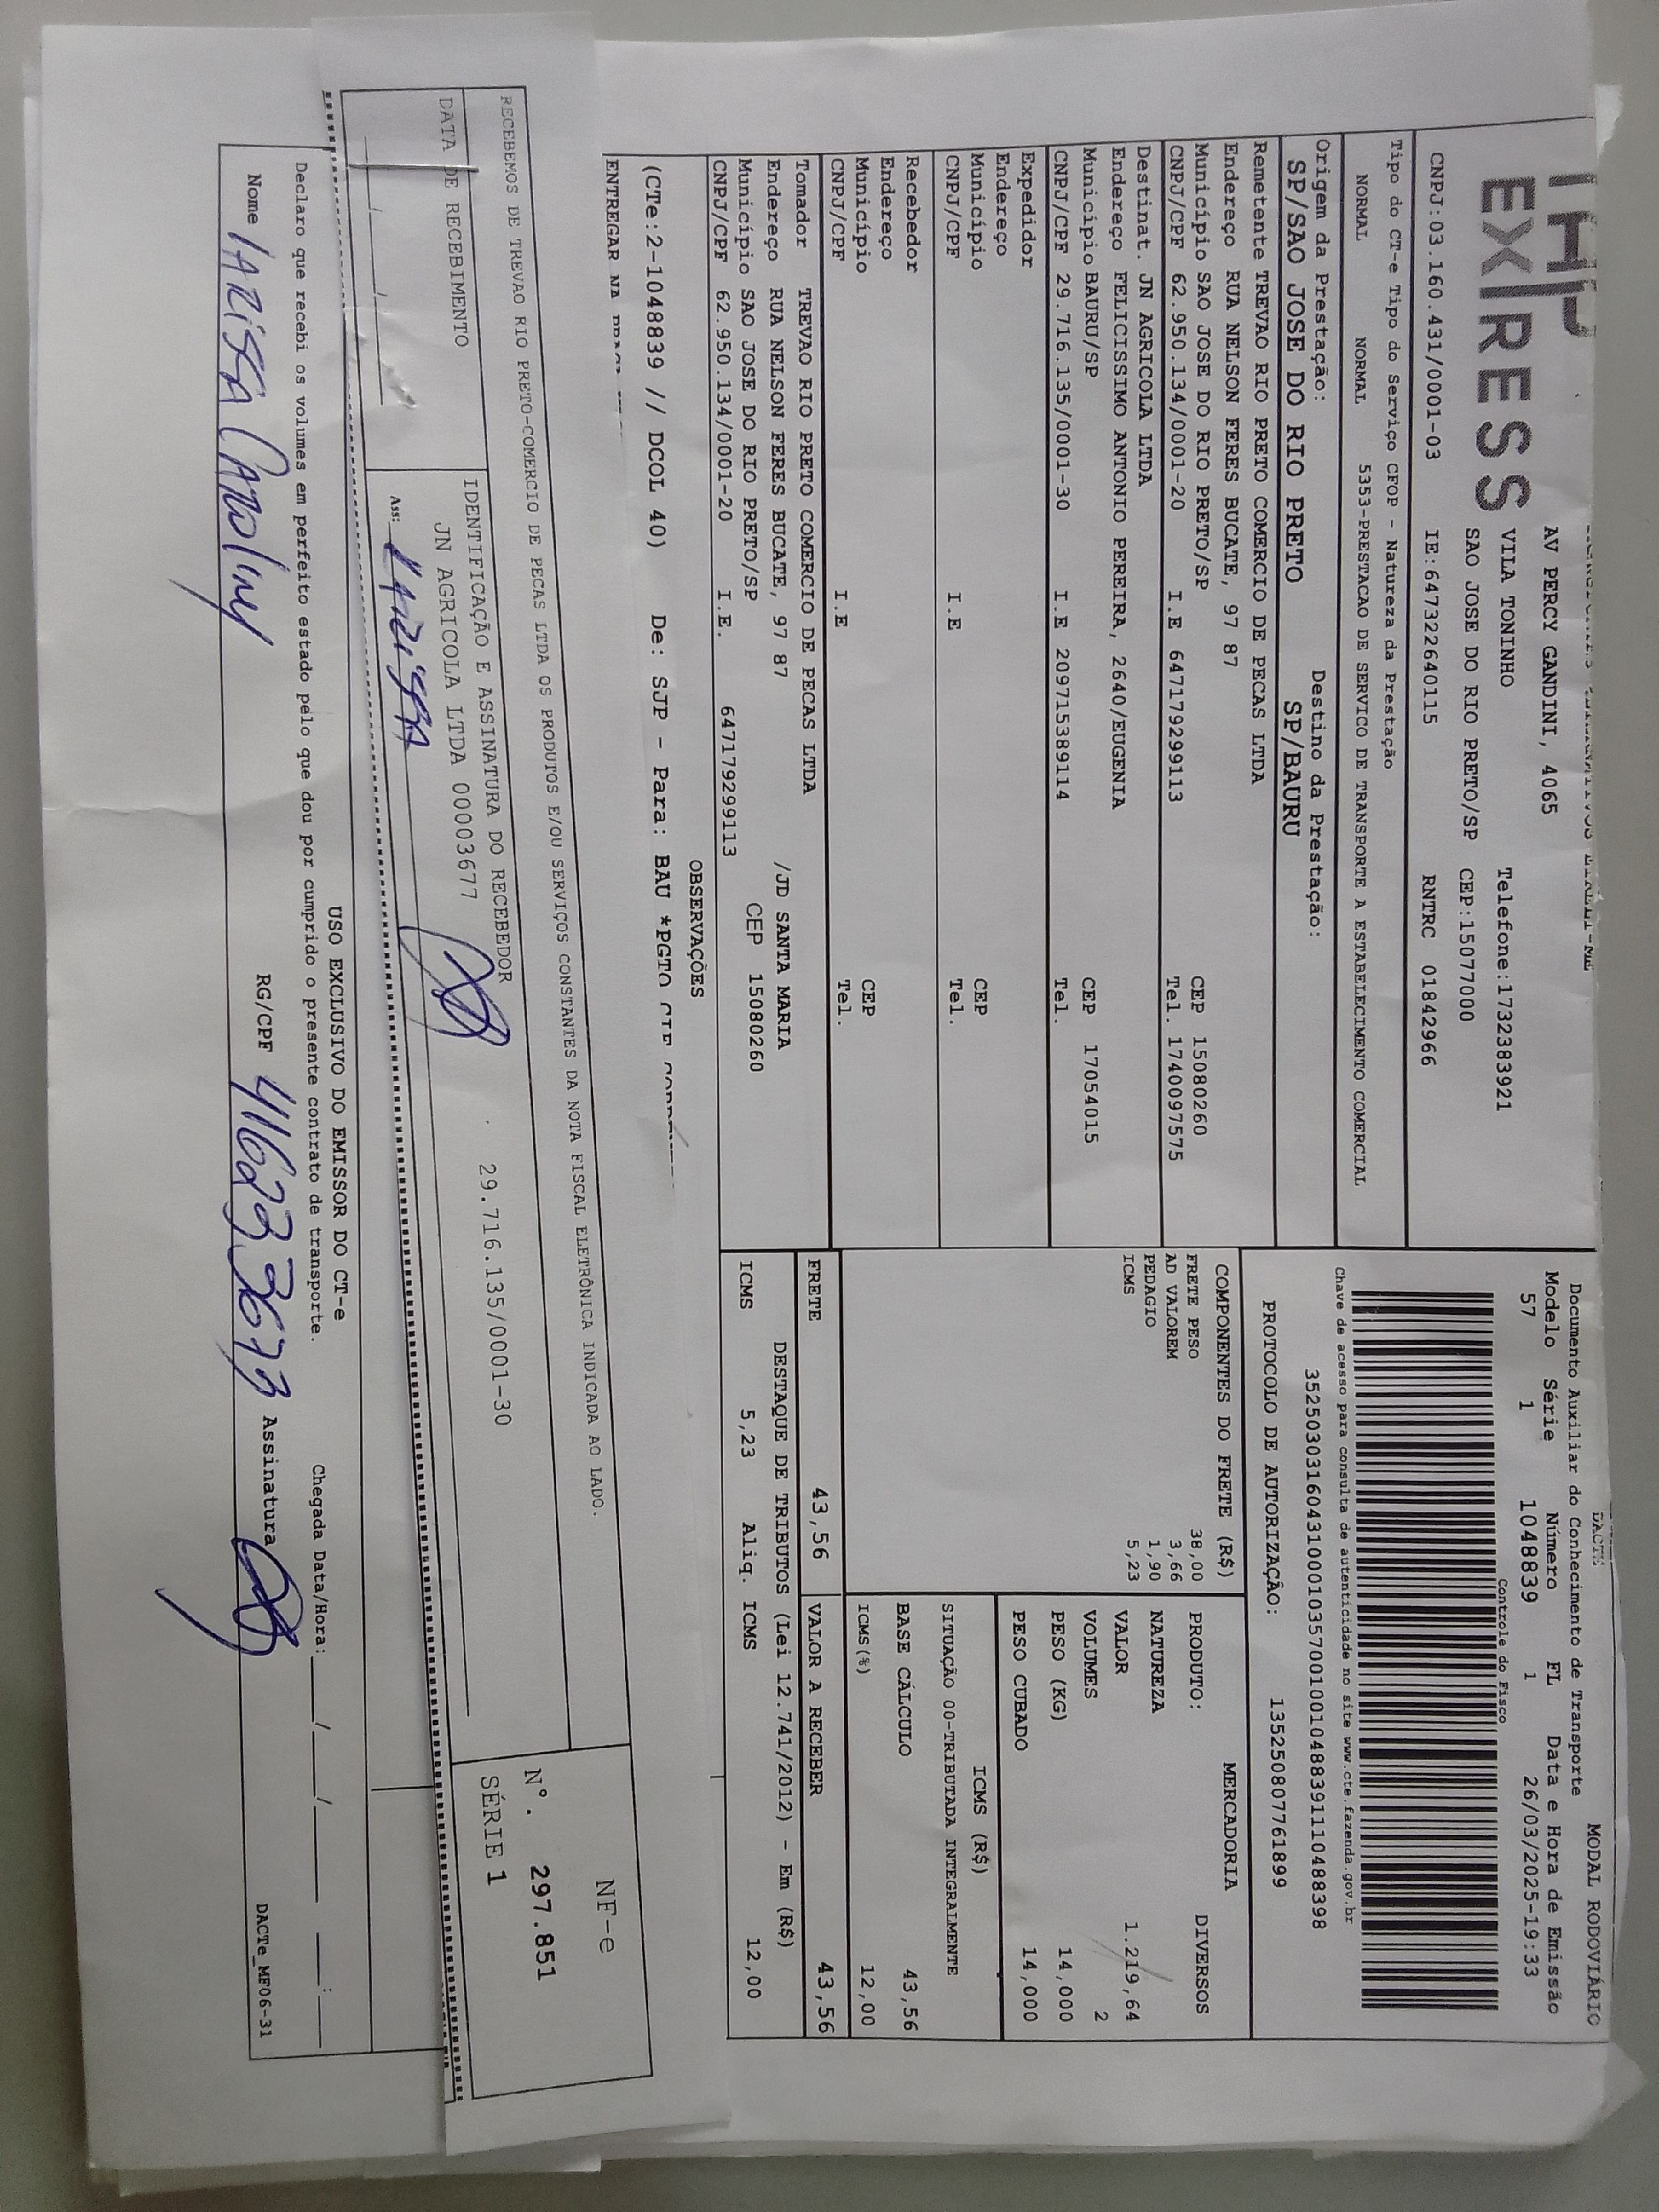 EXPRESS
AV PERCY GANDINI, 4065
VILA TONINHO Telefone:1732383921
SAO JOSE DO RIO PRETO/SP CEP:15077000
CNPJ:03.160.431/0001-03 IE:647322640115 RNTRC 01842966
Tipo do CT-e Tipo do Serviço CFOP - Natureza da Prestação
NORMAL NORMAL 5353-PRESTACAO DE SERVICO DE TRANSPORTE A ESTABELECIMENTO COMERCIAL
Origem da Prestação: Destino da Prestação:
SP/SAO JOSE DO RIO PRETO SP/BAURU
Remetente TREVAO RIO PRETO COMERCIO DE PECAS LTDA
Endereço RUA NELSON FERES BUCATE, 97 87
Município SAO JOSE DO RIO PRETO/SP CEP 15080260
CNPJ/CPF 62.950.134/0001-20 I.E 647179299113 Tel. 1740097575
Destinat. JN AGRICOLA LTDA
Endereço FELICISSIMO ANTONIO PEREIRA, 2640/EUGENIA
Município BAURU/SP CEP 17054015
CNPJ/CPF 29.716.135/0001-30 I.E 209715389114 Tel.
Expedidor
Endereço
Município CEP
CNPJ/CPF I.E Tel.
Recebedor
Endereço
Município CEP
CNPJ/CPF I.E Tel.
Tomador TREVAO RIO PRETO COMERCIO DE PECAS LTDA
Endereço RUA NELSON FERES BUCATE, 97 87 /JD SANTA MARIA
Município SAO JOSE DO RIO PRETO/SP CEP 15080260
CNPJ/CPF 62.950.134/0001-20 I.E. 647179299113
DACTE MODAL RODOVIÁRIO
Documento Auxiliar do Conhecimento de Transporte
Modelo Série Número FL Data e Hora de Emissão
57 1 1048839 1 26/03/2025-19:33
Controle do Fisco
Chave de acesso para consulta de autenticidade no site www.cte.fazenda.gov.br
35250303160431000103570010010488391110488398
PROTOCOLO DE AUTORIZAÇÃO: 135250807761899
COMPONENTES DO FRETE (R$)
FRETE PESO 38,00
AD VALOREM 3,66
PEDAGIO 1,90
ICMS 5,23
MERCADORIA
PRODUTO: DIVERSOS
NATUREZA
VALOR 1.219,64
VOLUMES 2
PESO (KG) 14,000
PESO CUBADO 14,000
ICMS (R$)
SITUAÇÃO 00-TRIBUTADA INTEGRALMENTE
BASE CÁLCULO 43,56
ICMS(%) 12,00
FRETE 43,56 VALOR A RECEBER 43,56
DESTAQUE DE TRIBUTOS (Lei 12.741/2012) - Em (R$)
ICMS 5,23 Aliq. ICMS 12,00
OBSERVAÇÕES
(CTe:2-1048839 // DCOL 40) De: SJP - Para: BAU *PGTO CIF
ENTREGAR NA
RECEBEMOS DE TREVAO RIO PRETO-COMERCIO DE PECAS LTDA OS PRODUTOS E/OU SERVIÇOS CONSTANTES DA NOTA FISCAL ELETRÔNICA INDICADA AO LADO.
DATA DE RECEBIMENTO IDENTIFICAÇÃO E ASSINATURA DO RECEBEDOR
JN AGRICOLA LTDA 00003677 29.716.135/0001-30
Ass: Larissa
NF-e
Nº. 297.851
SÉRIE 1
USO EXCLUSIVO DO EMISSOR DO CT-e
Declaro que recebi os volumes em perfeito estado pelo que dou por cumprido o presente contrato de transporte. Chegada Data/Hora: ___/___/____ ___:___
Nome Larissa Caroliny RG/CPF 416233673 Assinatura
DACTe_MF06-31